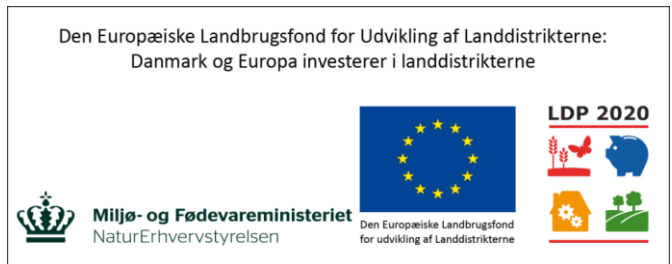 Den Europæiske Landbrugsfond for Udvikling af Landdistrikterne:
Danmark og Europa investerer i landdistrikterne
LDP 2020
Miljø- og Fødevareministeriet
NaturErhvervstyrelsen
Den Europæiske Landbrugsfond
for udvikling af Landdistrikterne